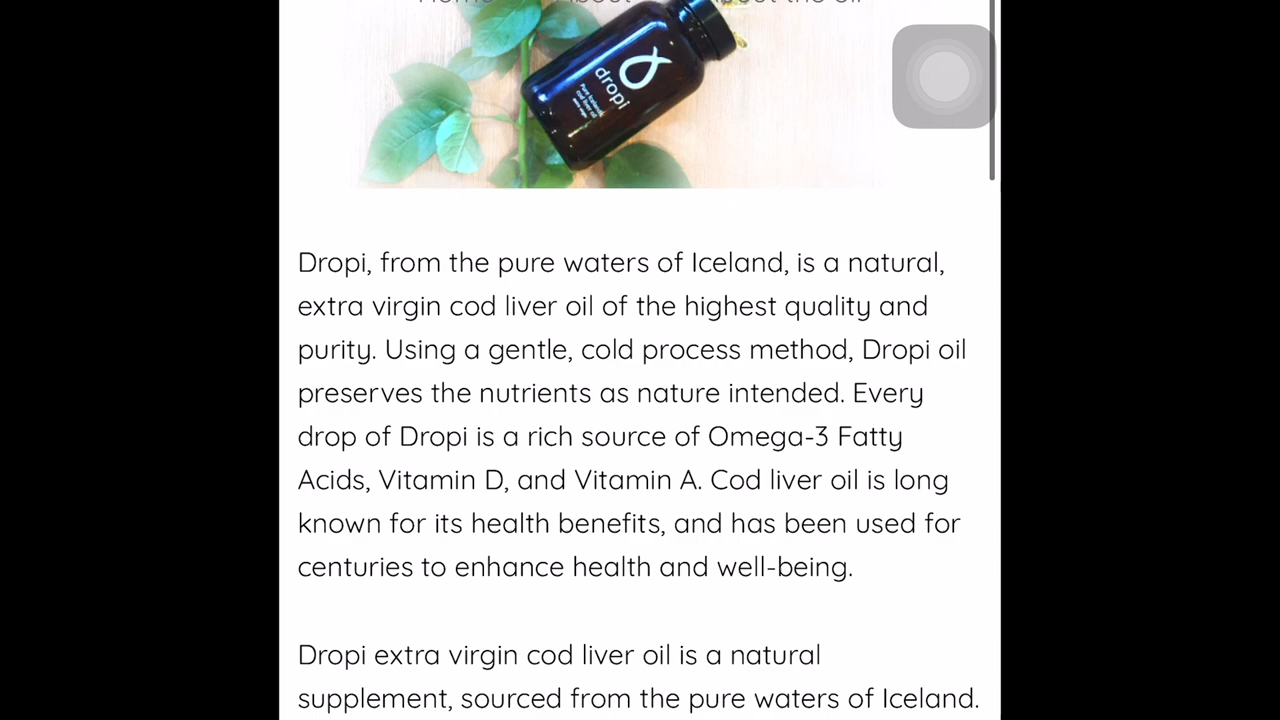 dropi
Dropi, from the pure waters of Iceland, is a natural,
extra virgin cod liver oil of the highest quality and
purity. Using a gentle, cold process method, Dropi oil
preserves the nutrients as nature intended. Every
drop of Dropi is a rich source of Omega-3 Fatty
Acids, Vitamin D, and Vitamin A. Cod liver oil is long
known for its health benefits, and has been used for
centuries to enhance health and well-being.
Dropi extra virgin cod liver oil is a natural
supplement, sourced from the pure waters of Iceland.